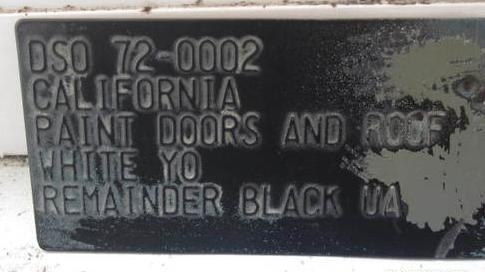 DSO 72-0002
CALIFORNIA
PAINT DOORS AND ROOF
WHITE YO
REMAINDER BLACK UA